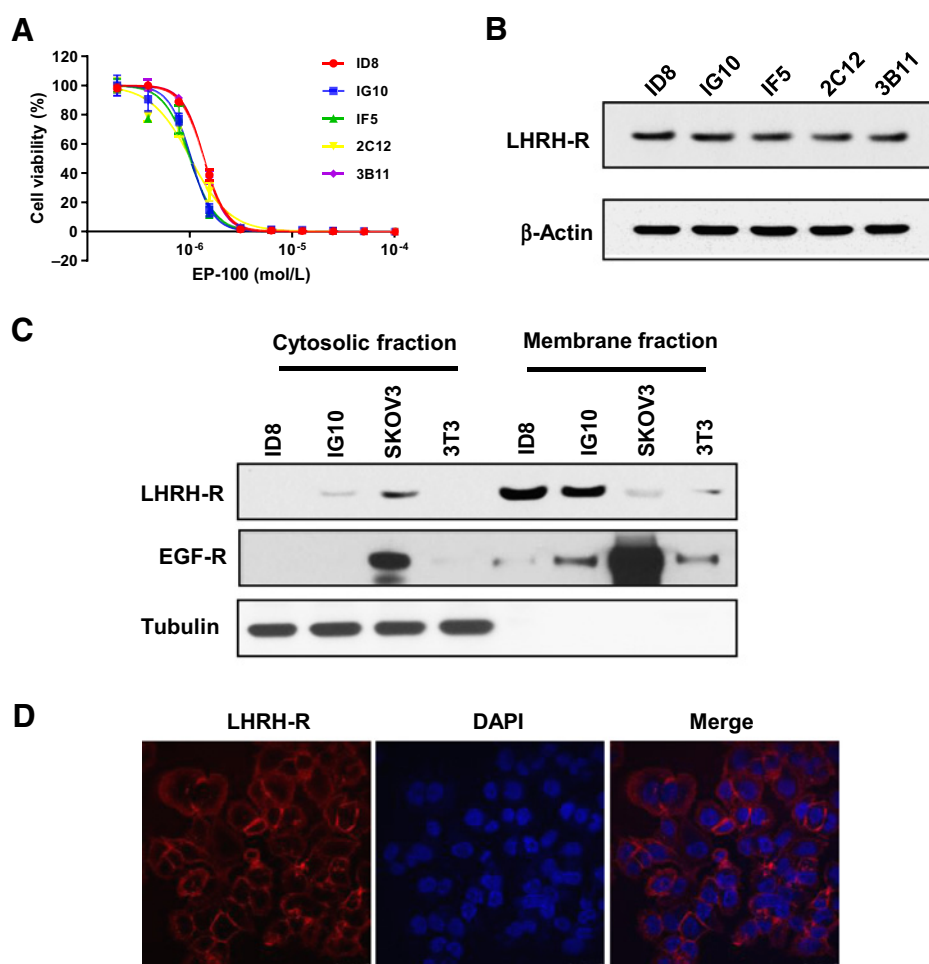 A
120
100
80
60
40
20
0
–20
Cell viability (%)
10-6
10-5
10-4
EP-100 (mol/L)
ID8
IG10
IF5
2C12
3B11
B
ID8 IG10 IF5 2C12 3B11
LHRH-R
β-Actin
C
Cytosolic fraction Membrane fraction
ID8 IG10 SKOV3 3T3 ID8 IG10 SKOV3 3T3
LHRH-R
EGF-R
Tubulin
D
LHRH-R DAPI Merge